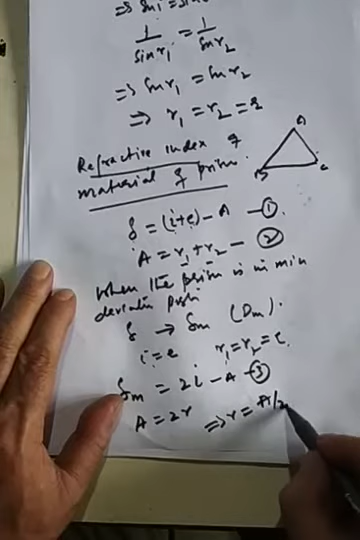 1/sin r₁ = 1/sin r₂
⇒ sin r₁ = sin r₂
⇒ r₁ = r₂ = r
Refractive index of
material of prism.
A
B C
δ = (i+e) – A – ①.
A = r₁ + r₂ – ②
when the prism is in min
deviation posn
δ → δm (Dm).
i = e r₁ = r₂ = r.
δm = 2i – A – ③
A = 2r ⇒ r = A/2